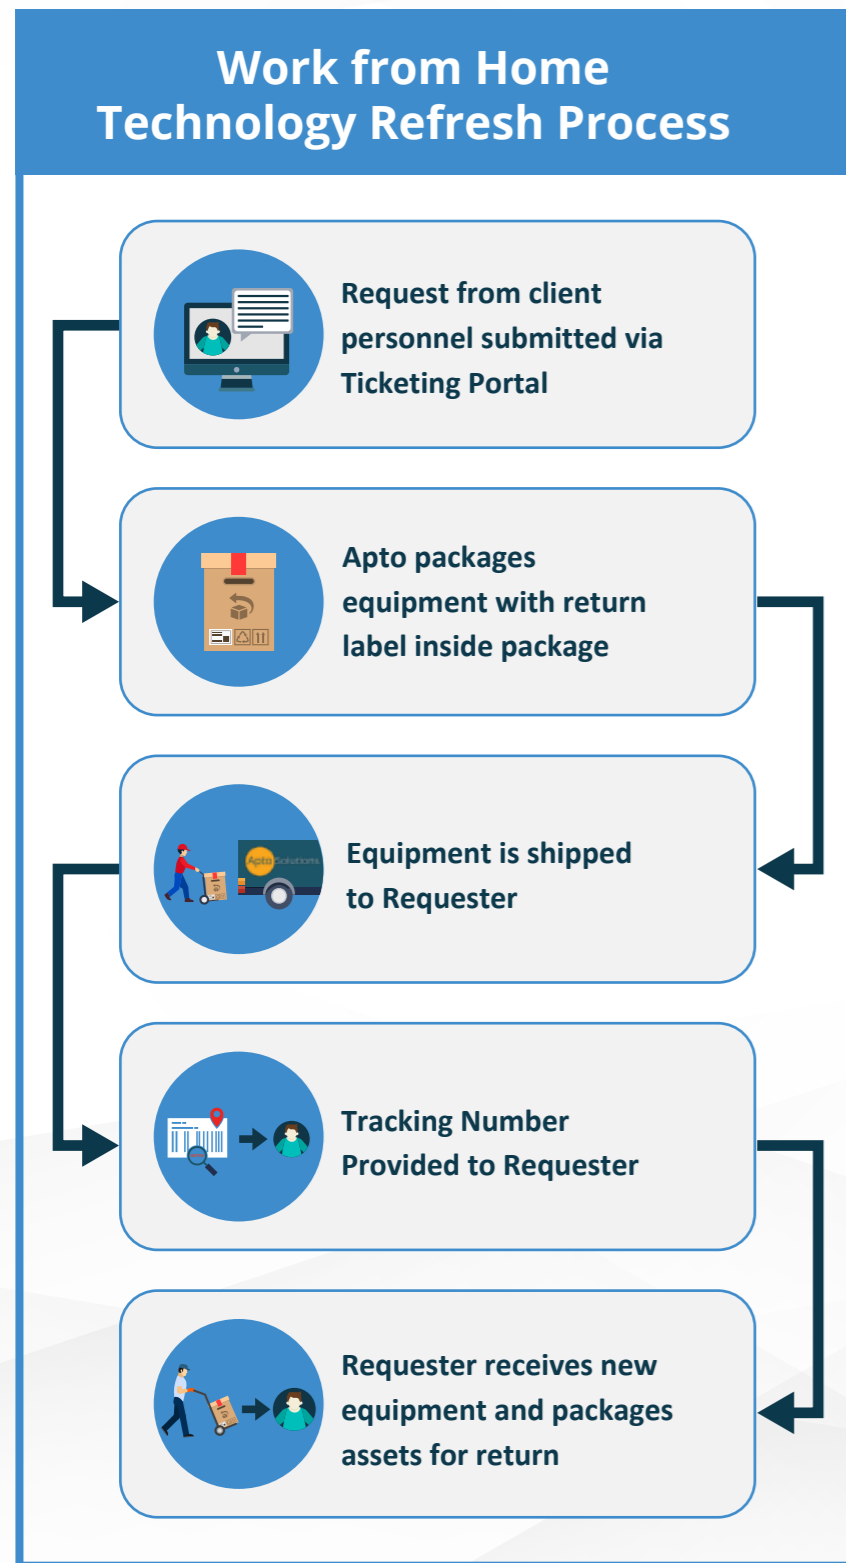 Work from Home
Technology Refresh Process
Request from client
personnel submitted via
Ticketing Portal
Apto packages
equipment with return
label inside package
Apto Solutions
Equipment is shipped
to Requester
Tracking Number
Provided to Requester
Requester receives new
equipment and packages
assets for return